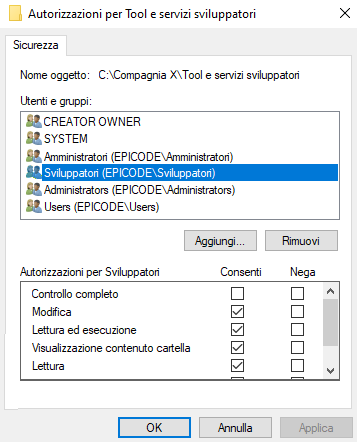 Autorizzazioni per Tool e servizi sviluppatori
Sicurezza
Nome oggetto: C:\Compagnia X\Tool e servizi sviluppatori
Utenti e gruppi:
CREATOR OWNER
SYSTEM
Amministratori (EPICODE\Amministratori)
Sviluppatori (EPICODE\Sviluppatori)
Administrators (EPICODE\Administrators)
Users (EPICODE\Users)
Aggiungi... Rimuovi
Autorizzazioni per Sviluppatori Consenti Nega
Controllo completo
Modifica
Lettura ed esecuzione
Visualizzazione contenuto cartella
Lettura
OK Annulla Applica